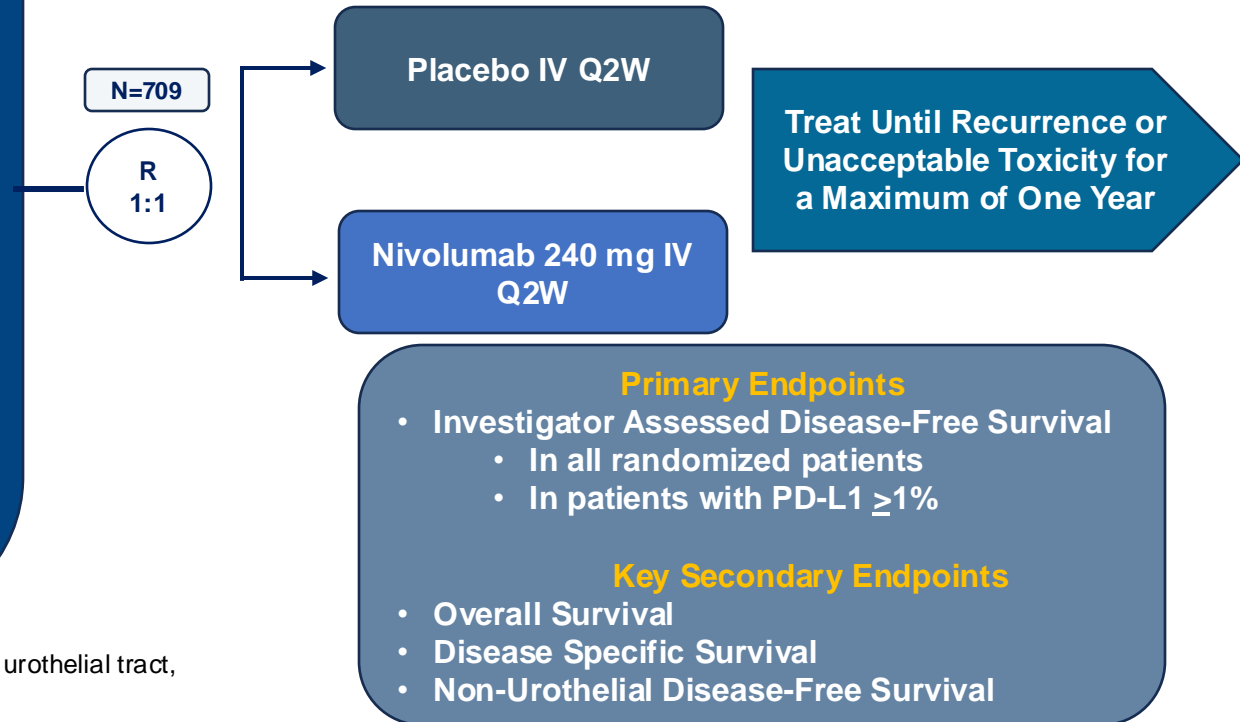 N=709
R
1:1
Placebo IV Q2W
Nivolumab 240 mg IV
Q2W
Treat Until Recurrence or
Unacceptable Toxicity for
a Maximum of One Year
Primary Endpoints
• Investigator Assessed Disease-Free Survival
• In all randomized patients
• In patients with PD-L1 ≥1%
Key Secondary Endpoints
• Overall Survival
• Disease Specific Survival
• Non-Urothelial Disease-Free Survival
urothelial tract,